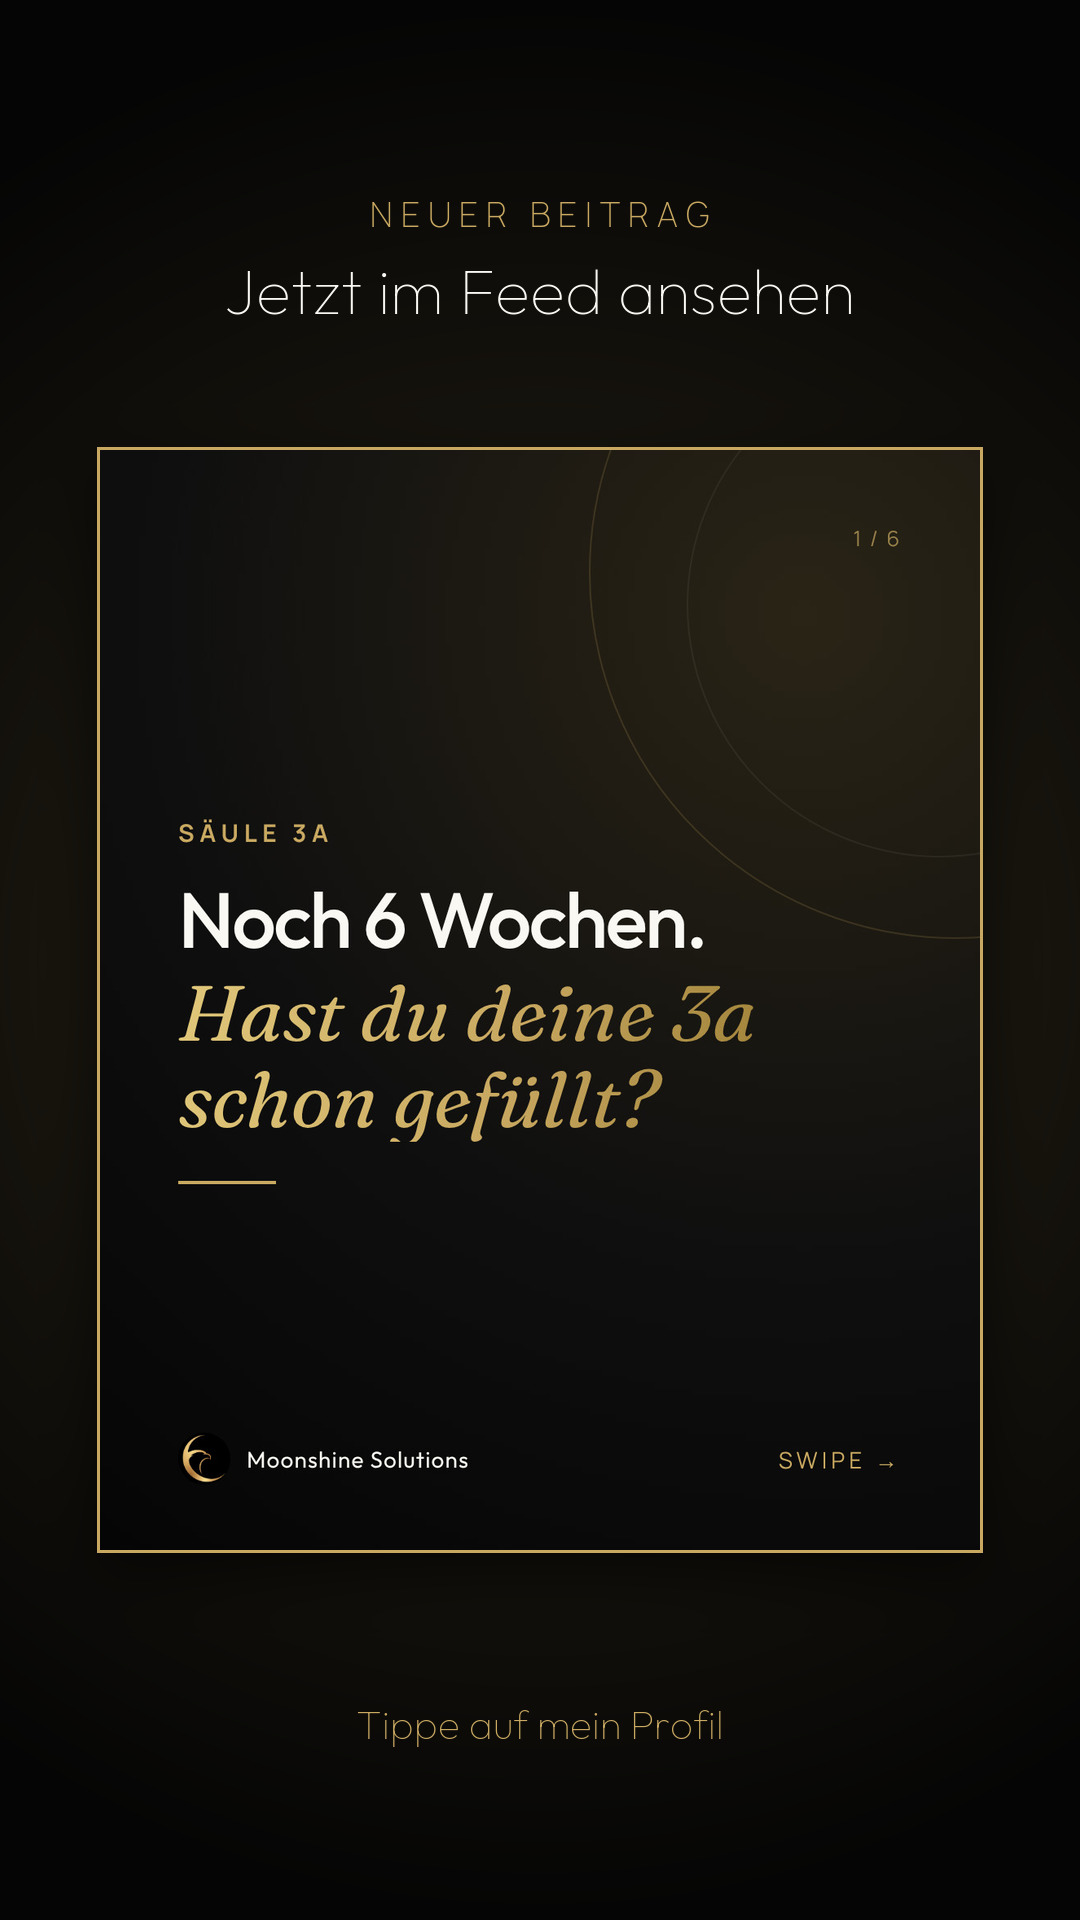 NEUER BEITRAG
Jetzt im Feed ansehen
1 / 6
SÄULE 3A
Noch 6 Wochen.
Hast du deine 3a
schon gefüllt?
Moonshine Solutions
SWIPE →
Tippe auf mein Profil